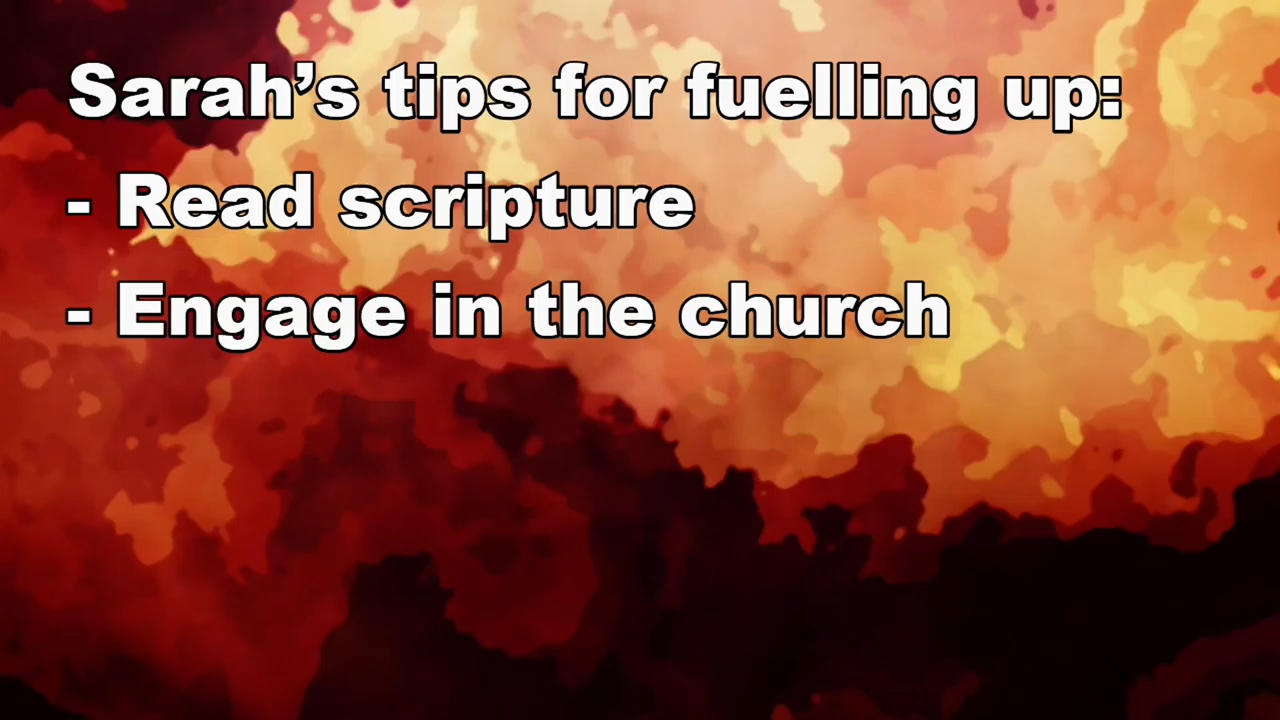 Sarah’s tips for fuelling up:
- Read scripture
- Engage in the church